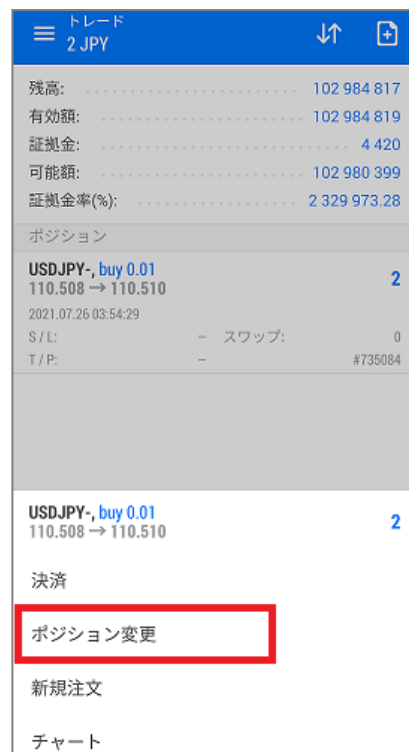 トレード
2 JPY
残高: 102 984 817
有効額: 102 984 819
証拠金: 4 420
可能額: 102 980 399
証拠金率(%): 2 329 973.28
ポジション
USDJPY-, buy 0.01 2
110.508 → 110.510
2021.07.26 03:54:29
S / L: – スワップ: 0
T / P: – #735084
USDJPY-, buy 0.01 2
110.508 → 110.510
決済
ポジション変更
新規注文
チャート